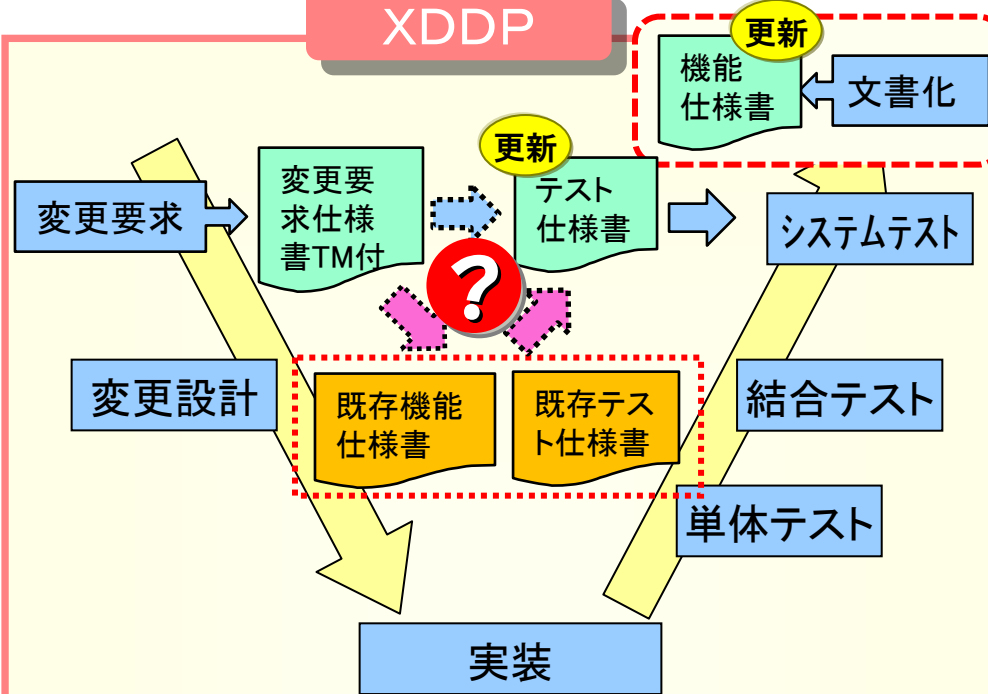 XDDP
更新
機能
仕様書
文書化
更新
変更要求
変更要
求仕様
書TM付
テスト
仕様書
システムテスト
?
変更設計
既存機能
仕様書
既存テス
ト仕様書
結合テスト
単体テスト
実装